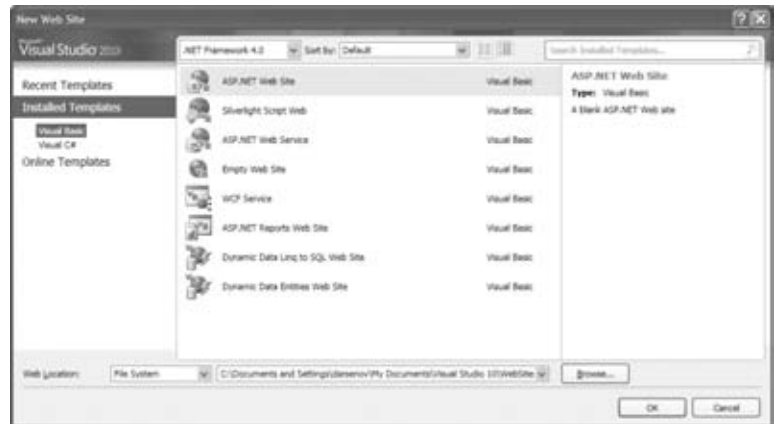 New Web Site
Microsoft
Visual Studio 2010
.NET Framework 4.0
Sort by: Default
Search Installed Templates...
Recent Templates
Installed Templates
Visual Basic
Visual C#
Online Templates
ASP.NET Web Site Visual Basic
Silverlight Script Web Visual Basic
ASP.NET Web Service Visual Basic
Empty Web Site Visual Basic
WCF Service Visual Basic
ASP.NET Reports Web Site Visual Basic
Dynamic Data Linq to SQL Web Site Visual Basic
Dynamic Data Entities Web Site Visual Basic
ASP.NET Web Site
Type: Visual Basic
A blank ASP.NET Web site
Web Location: File System
Browse...
OK Cancel